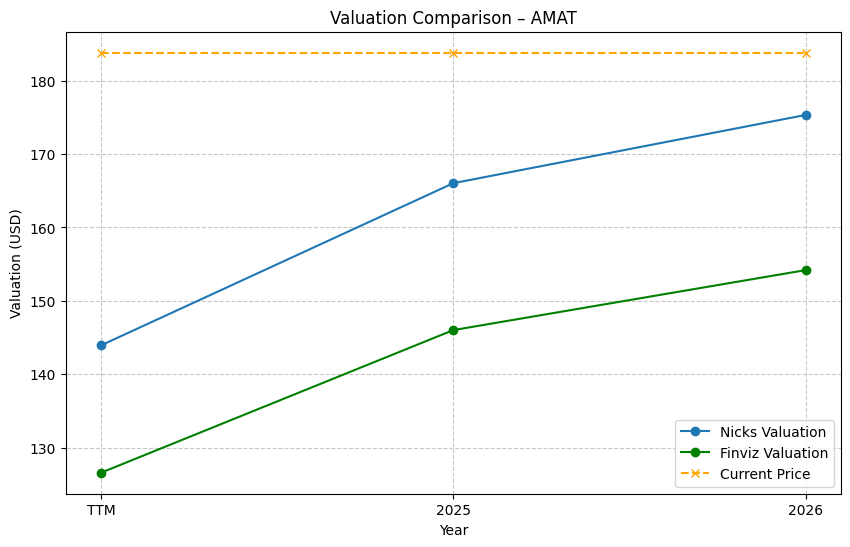 Valuation Comparison – AMAT
Valuation (USD)
180
170
160
150
140
130
TTM
2025
2026
Year
Nicks Valuation
Finviz Valuation
Current Price